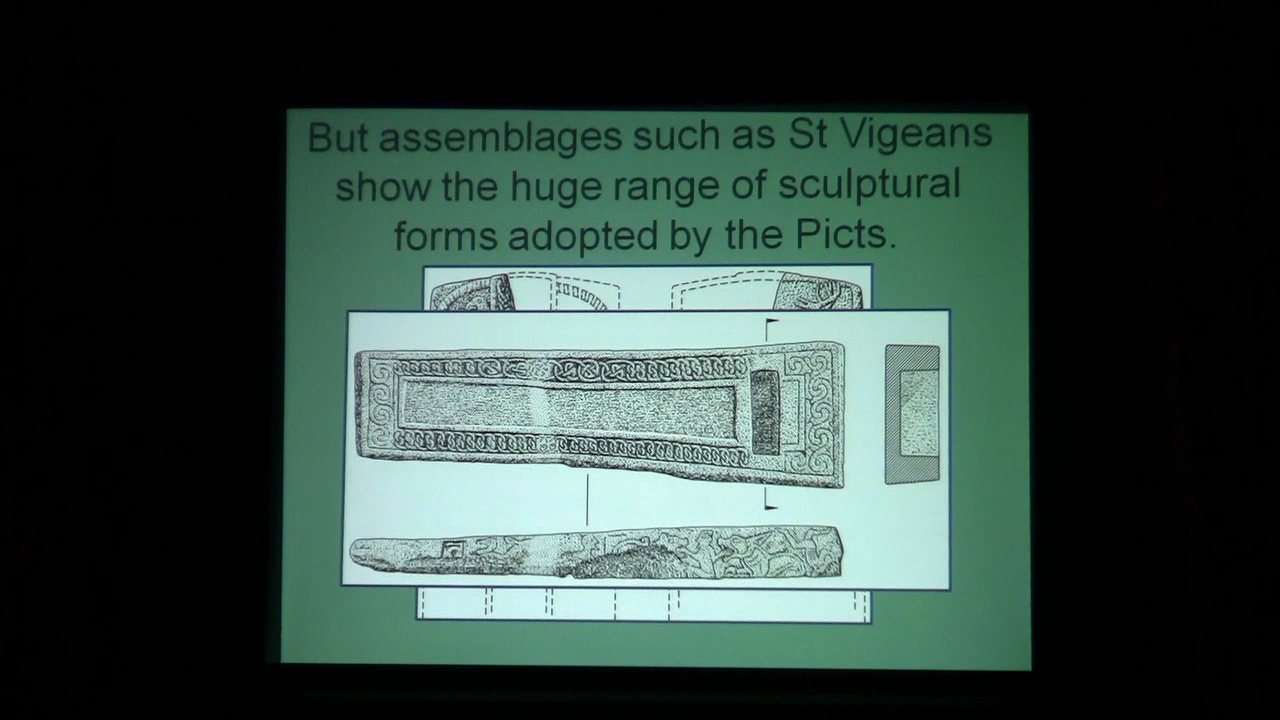 But assemblages such as St Vigeans
show the huge range of sculptural
forms adopted by the Picts.